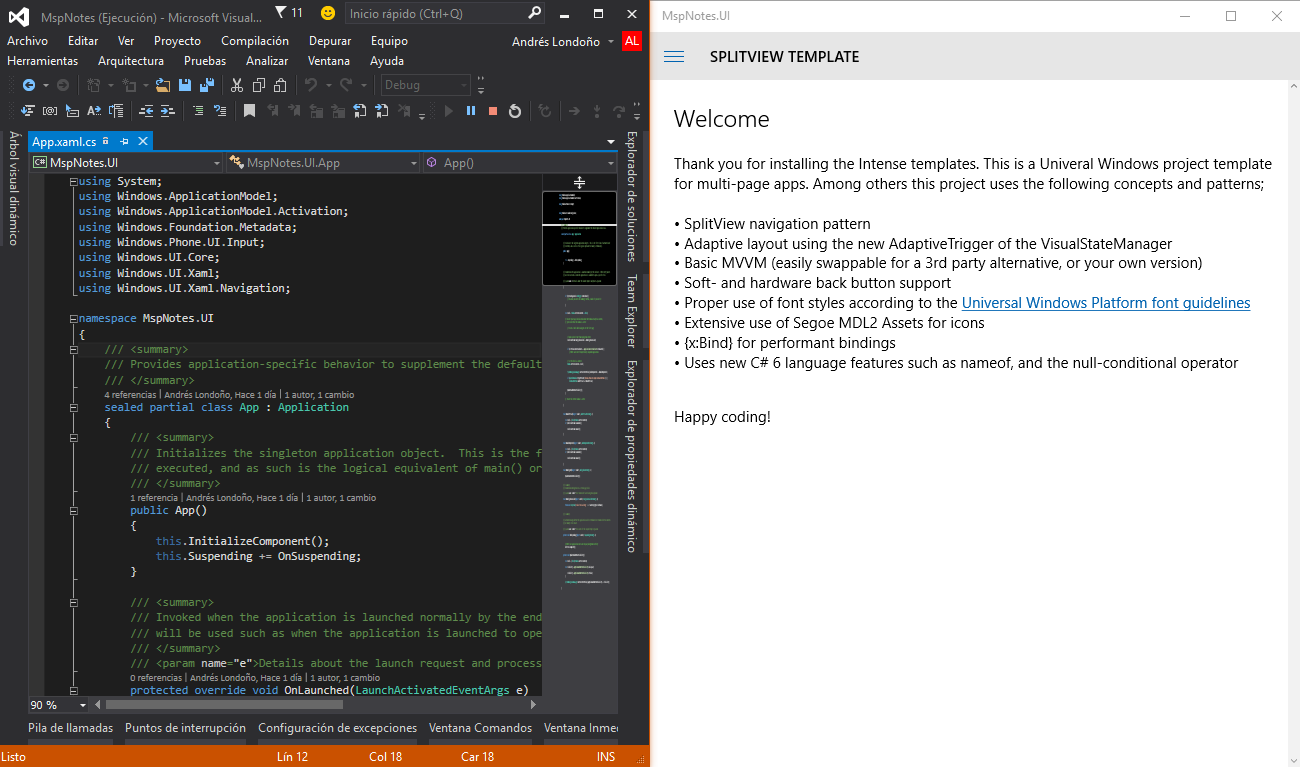 MspNotes (Ejecución) - Microsoft Visual... 11 Inicio rápido (Ctrl+Q)
Archivo Editar Ver Proyecto Compilación Depurar Equipo Andrés Londoño AL
Herramientas Arquitectura Pruebas Analizar Ventana Ayuda
Debug
App.xaml.cs
C# MspNotes.UI MspNotes.UI.App App()
Árbol visual dinámico
using System;
using Windows.ApplicationModel;
using Windows.ApplicationModel.Activation;
using Windows.Foundation.Metadata;
using Windows.Phone.UI.Input;
using Windows.UI.Core;
using Windows.UI.Xaml;
using Windows.UI.Xaml.Navigation;
namespace MspNotes.UI
{
/// <summary>
/// Provides application-specific behavior to supplement the default
/// </summary>
4 referencias | Andrés Londoño, Hace 1 día | 1 autor, 1 cambio
sealed partial class App : Application
{
/// <summary>
/// Initializes the singleton application object.  This is the f
/// executed, and as such is the logical equivalent of main() or
/// </summary>
1 referencia | Andrés Londoño, Hace 1 día | 1 autor, 1 cambio
public App()
{
this.InitializeComponent();
this.Suspending += OnSuspending;
}
/// <summary>
/// Invoked when the application is launched normally by the end
/// will be used such as when the application is launched to ope
/// </summary>
/// <param name="e">Details about the launch request and process
0 referencias | Andrés Londoño, Hace 1 día | 1 autor, 1 cambio
protected override void OnLaunched(LaunchActivatedEventArgs e)
Explorador de soluciones
Team Explorer
Explorador de propiedades dinámico
90 %
Pila de llamadas Puntos de interrupción Configuración de excepciones Ventana Comandos Ventana Inme
Listo Lín 12 Col 18 Car 18 INS
MspNotes.UI
SPLITVIEW TEMPLATE
Welcome
Thank you for installing the Intense templates. This is a Univeral Windows project template
for multi-page apps. Among others this project uses the following concepts and patterns;
• SplitView navigation pattern
• Adaptive layout using the new AdaptiveTrigger of the VisualStateManager
• Basic MVVM (easily swappable for a 3rd party alternative, or your own version)
• Soft- and hardware back button support
• Proper use of font styles according to the Universal Windows Platform font guidelines
• Extensive use of Segoe MDL2 Assets for icons
• {x:Bind} for performant bindings
• Uses new C# 6 language features such as nameof, and the null-conditional operator
Happy coding!